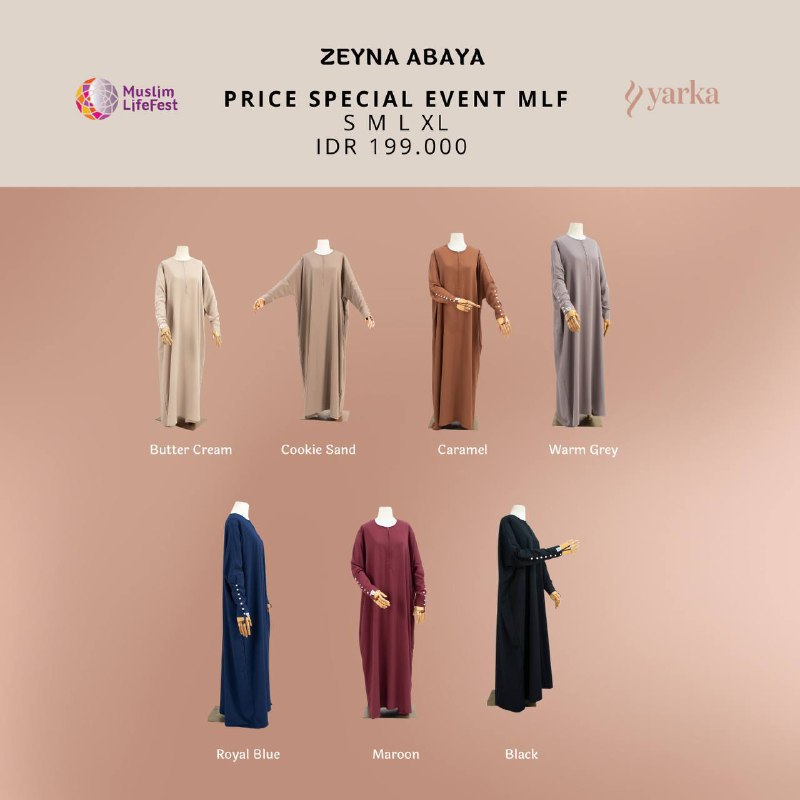 ZEYNA ABAYA
Muslim
LifeFest
PRICE SPECIAL EVENT MLF
yarka
S M L XL
IDR 199.000
Butter Cream
Cookie Sand
Caramel
Warm Grey
Royal Blue
Maroon
Black